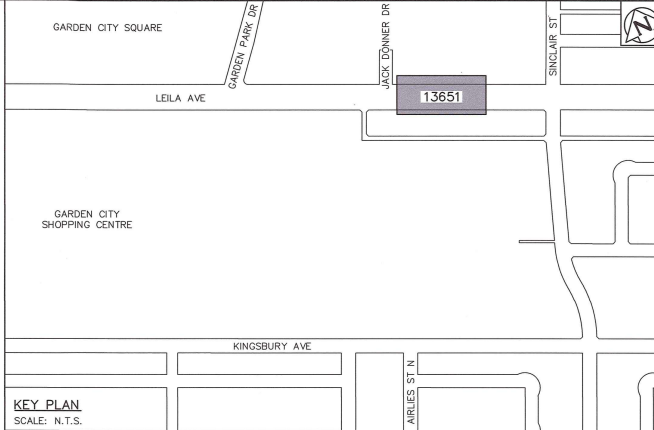 GARDEN CITY SQUARE
GARDEN PARK DR
JACK DONNER DR
SINCLAIR ST
N
LEILA AVE
13651
GARDEN CITY
SHOPPING CENTRE
KINGSBURY AVE
AIRLIES ST N
KEY PLAN
SCALE: N.T.S.